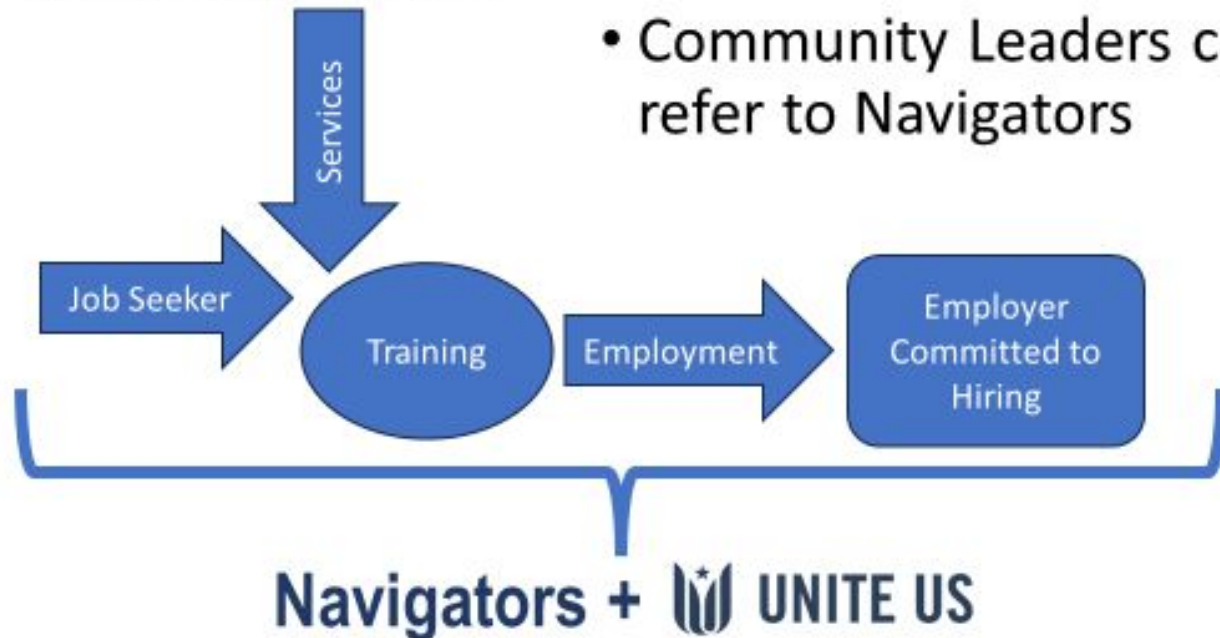 • Community Leaders c
refer to Navigators
Services
Job Seeker
Training
Employment
Employer
Committed to
Hiring
Navigators + UNITE US